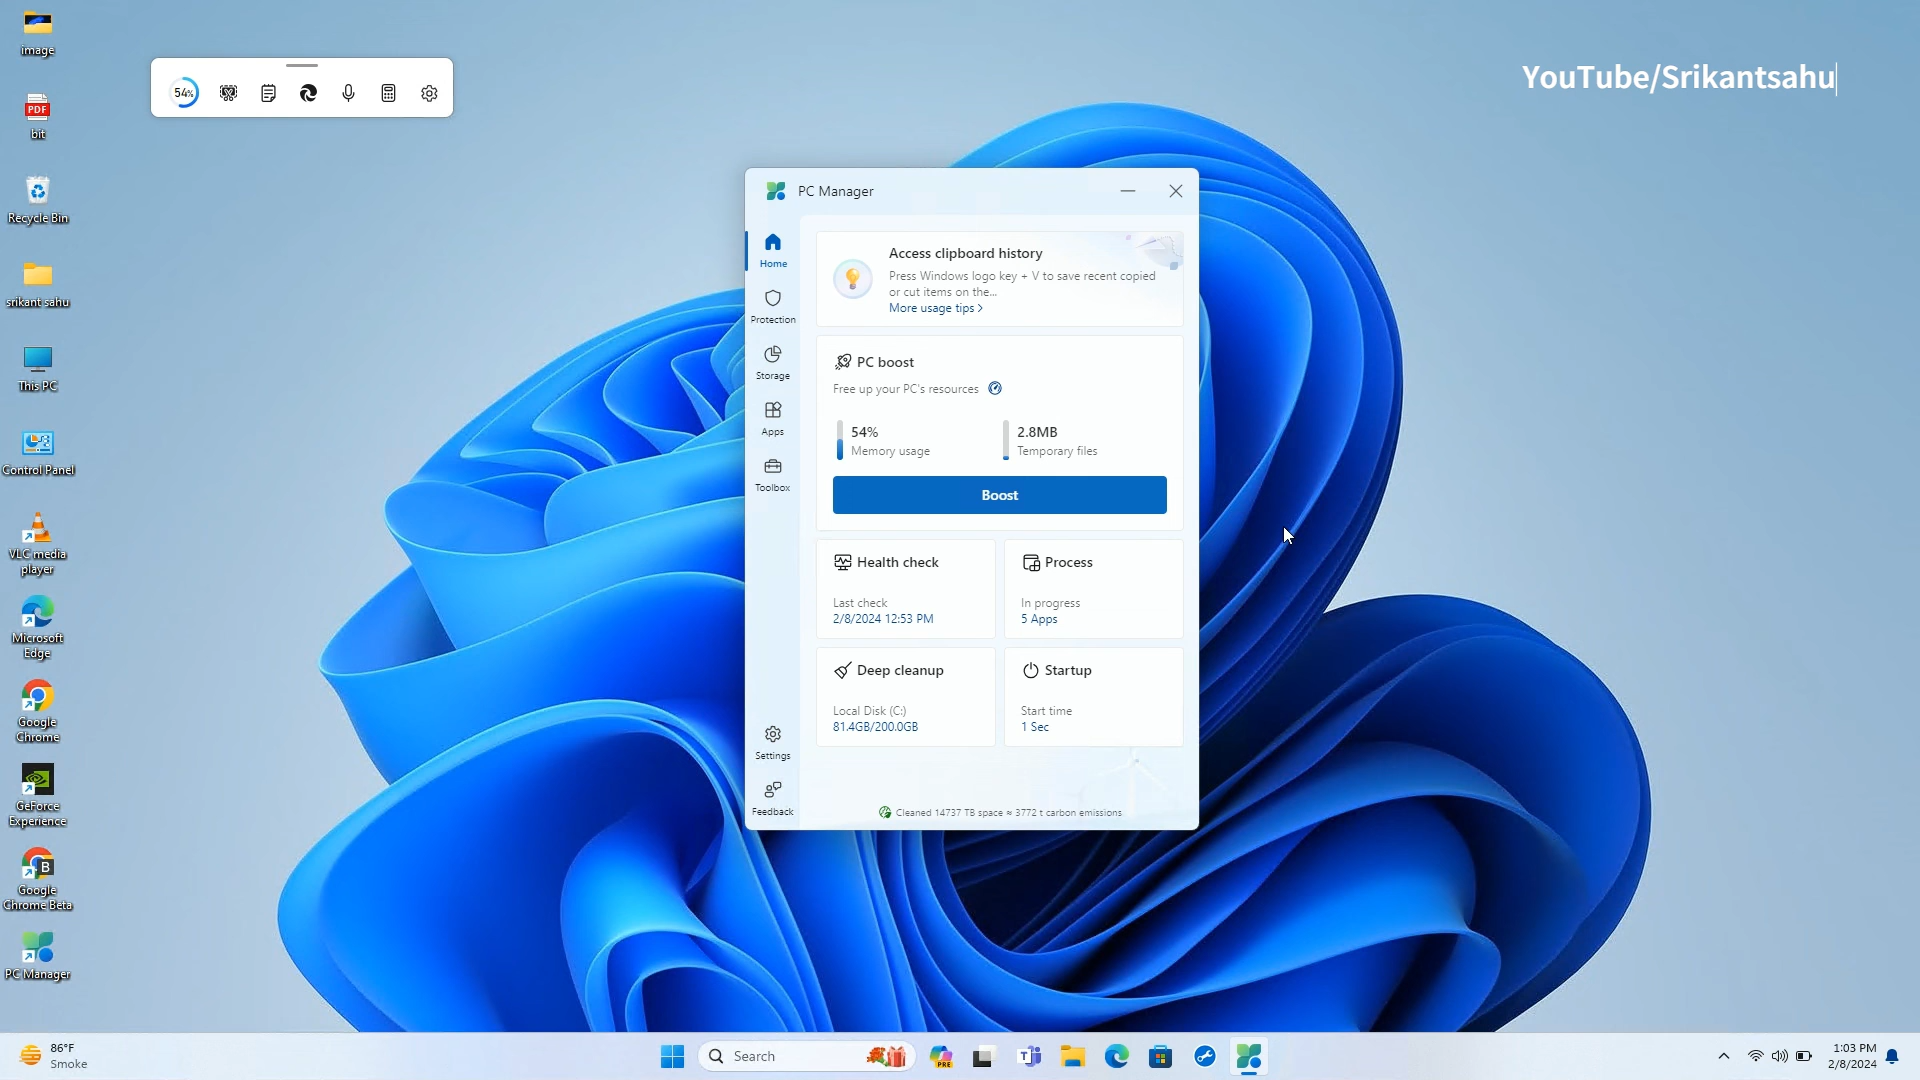 image
PDF
bit
Recycle Bin
srikant sahu
This PC
Control Panel
VLC media
player
Microsoft
Edge
Google
Chrome
GeForce
Experience
B
Google
Chrome Beta
PC Manager
54%
YouTube/Srikantsahu
PC Manager
Home
Protection
Storage
Apps
Toolbox
Settings
Feedback
Access clipboard history
Press Windows logo key + V to save recent copied
or cut items on the...
More usage tips >
PC boost
Free up your PC's resources
54%
Memory usage
2.8MB
Temporary files
Boost
Health check
Last check
2/8/2024 12:53 PM
Process
In progress
5 Apps
Deep cleanup
Local Disk (C:)
81.4GB/200.0GB
Startup
Start time
1 Sec
Cleaned 14737 TB space ≈ 3772 t carbon emissions
86°F
Smoke
Search
PRE
T
1:03 PM
2/8/2024